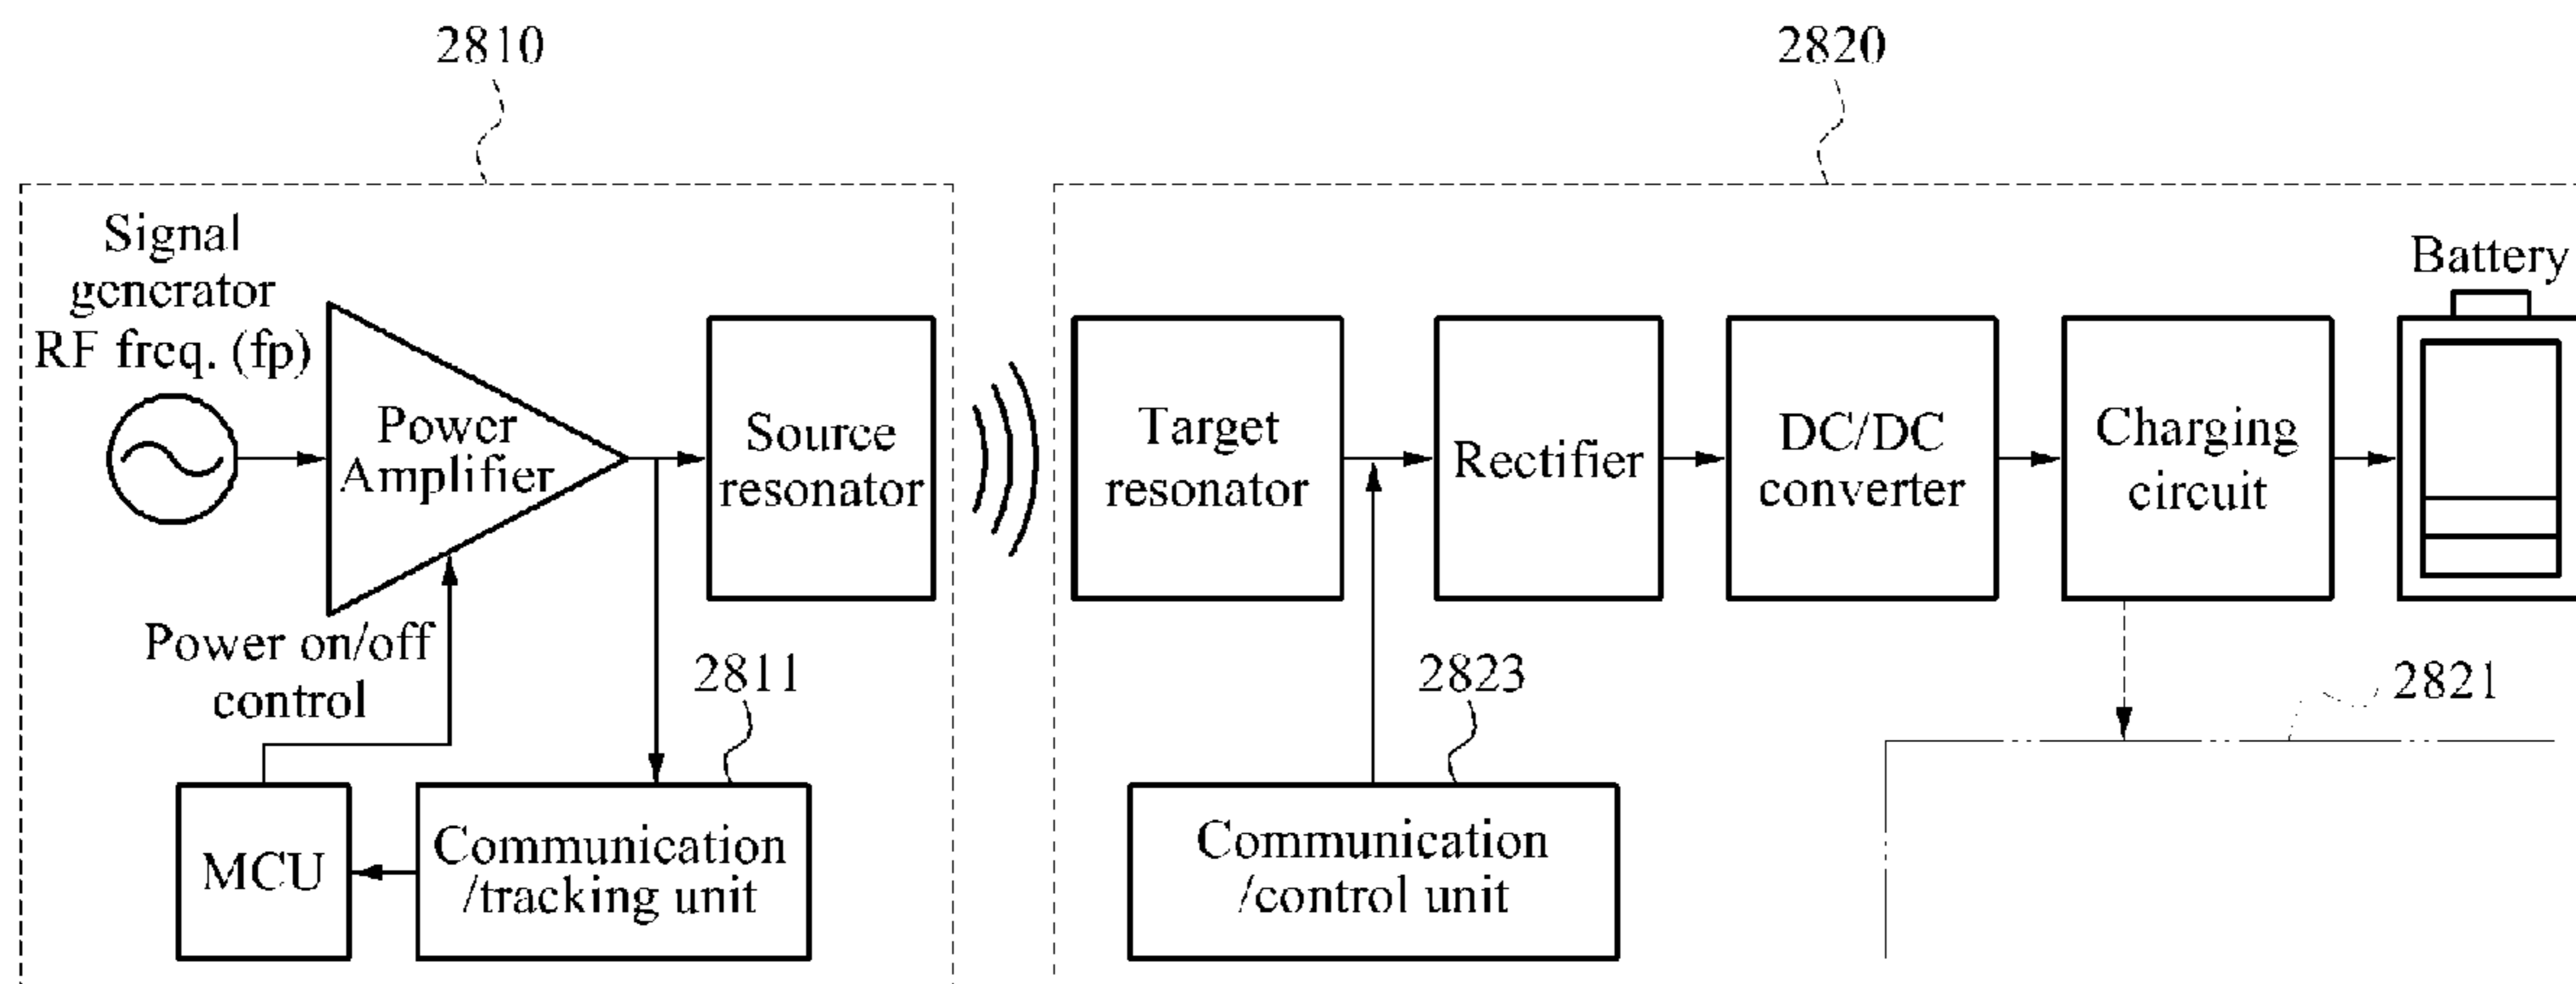 2810
2820
Signal
generator
RF freq. (fp)
Power
Amplifier
Source
resonator
Target
resonator
Rectifier
DC/DC
converter
Charging
circuit
Battery
Power on/off
control
2811
2823
2821
MCU
Communication
/tracking unit
Communication
/control unit